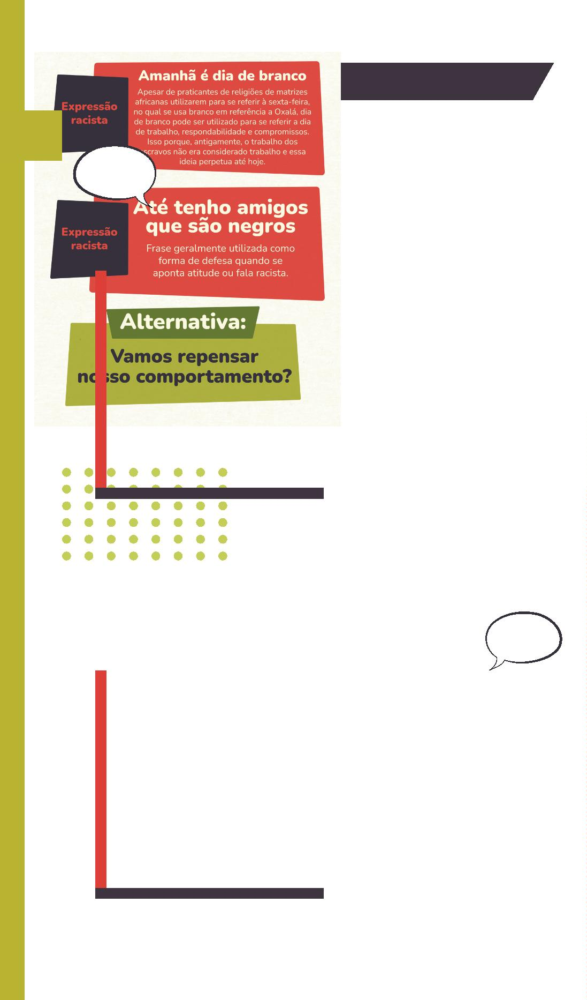 Amanhã é dia de branco
Expressão
racista
Apesar de praticantes de religiões de matrizes
africanas utilizarem para se referir à sexta-feira,
no qual se usa branco em referência a Oxalá, dia
de branco pode ser utilizado para se referir a dia
de trabalho, respondabilidade e compromissos.
Isso porque, antigamente, o trabalho dos
escravos não era considerado trabalho e essa
ideia perpetua até hoje.
Até tenho amigos
que são negros
Expressão
racista
Frase geralmente utilizada como
forma de defesa quando se
aponta atitude ou fala racista.
Alternativa:
Vamos repensar
nosso comportamento?